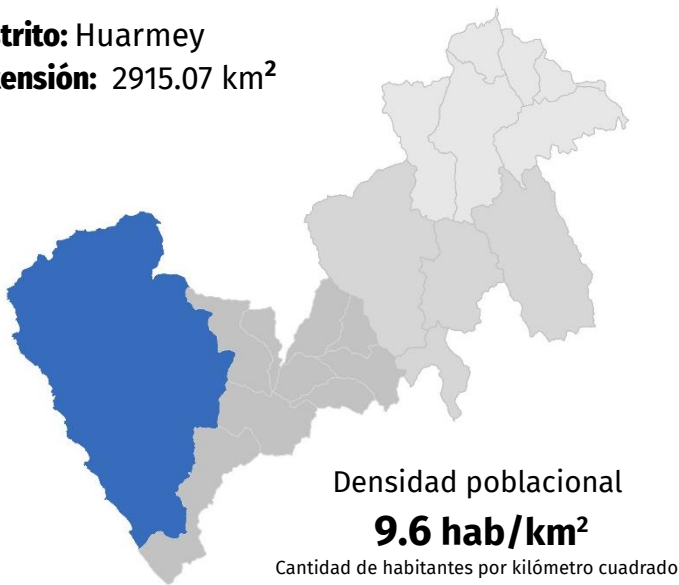 trito: Huarmey
ensión: 2915.07 km²
Densidad poblacional
9.6 hab/km²
Cantidad de habitantes por kilómetro cuadrado